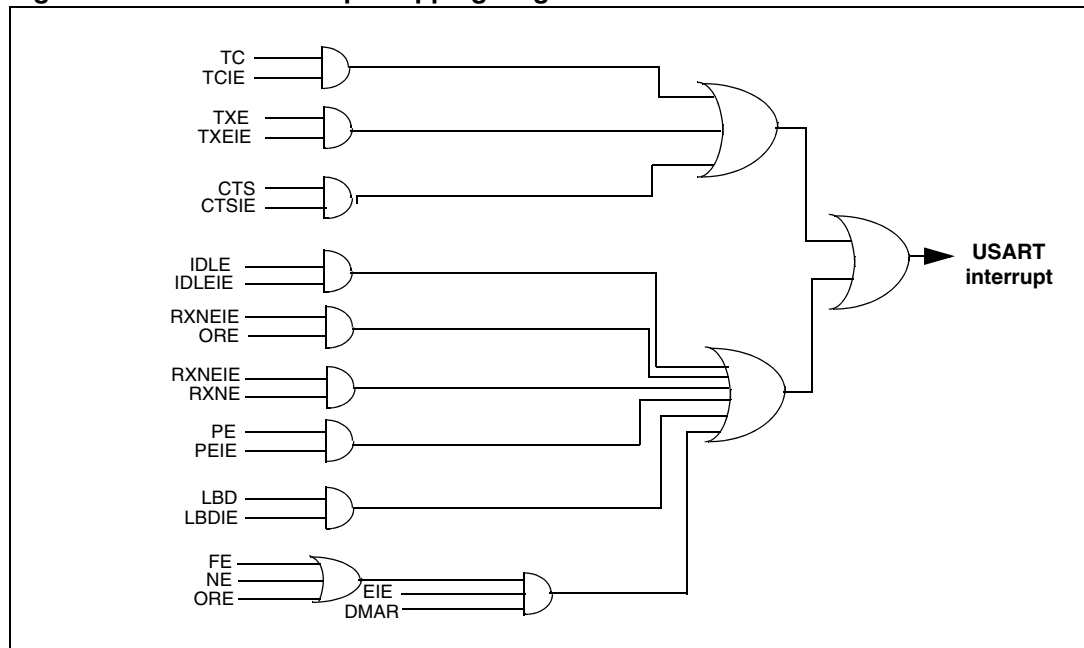 TC
TCIE
TXE
TXEIE
CTS
CTSIE
IDLE
IDLEIE
RXNEIE
ORE
RXNEIE
RXNE
PE
PEIE
LBD
LBDIE
FE
NE
ORE
EIE
DMAR
USART
interrupt